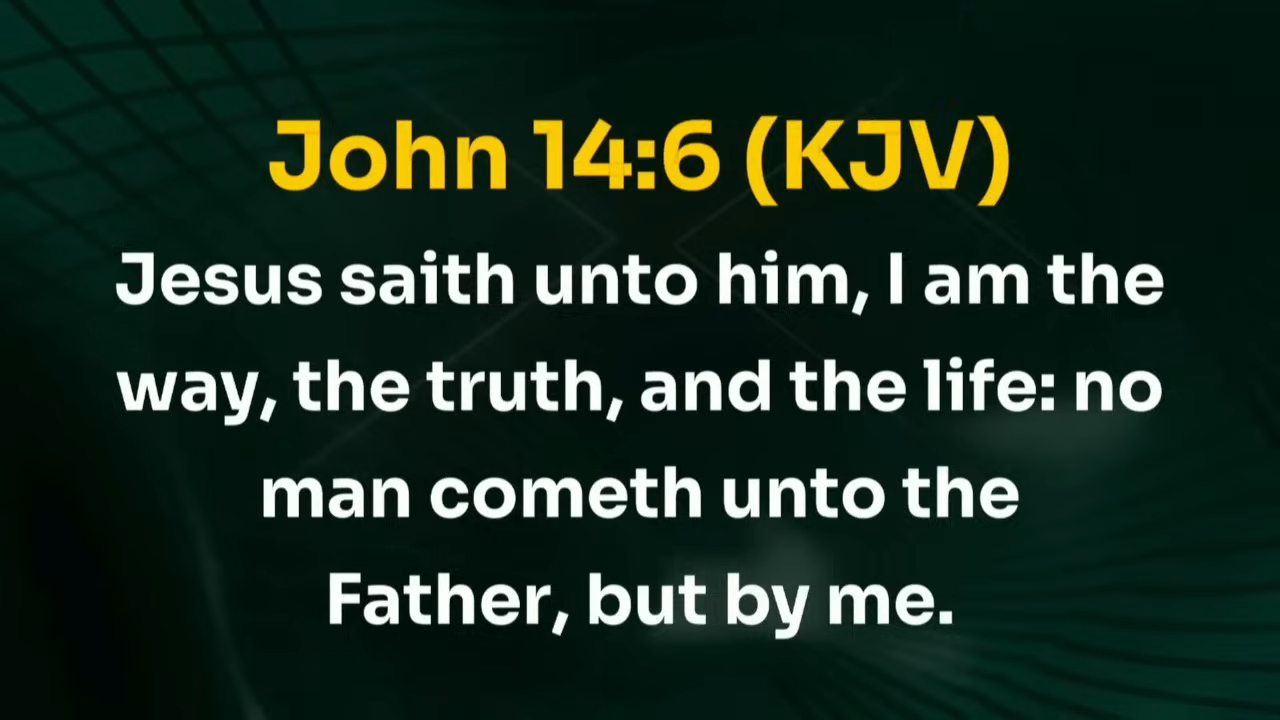 John 14:6 (KJV)
Jesus saith unto him, I am the
way, the truth, and the life: no
man cometh unto the
Father, but by me.